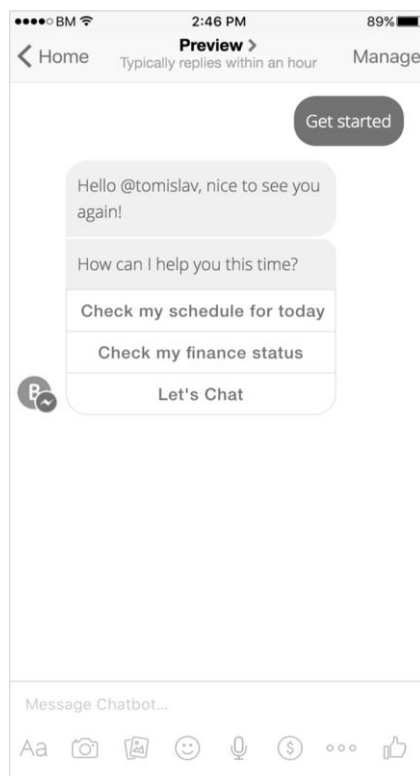 BM 2:46 PM 89%
Home Preview > Manage
Typically replies within an hour
Get started
Hello @tomislav, nice to see you
again!
How can I help you this time?
Check my schedule for today
Check my finance status
Let's Chat
B
Message Chatbot...
Aa $